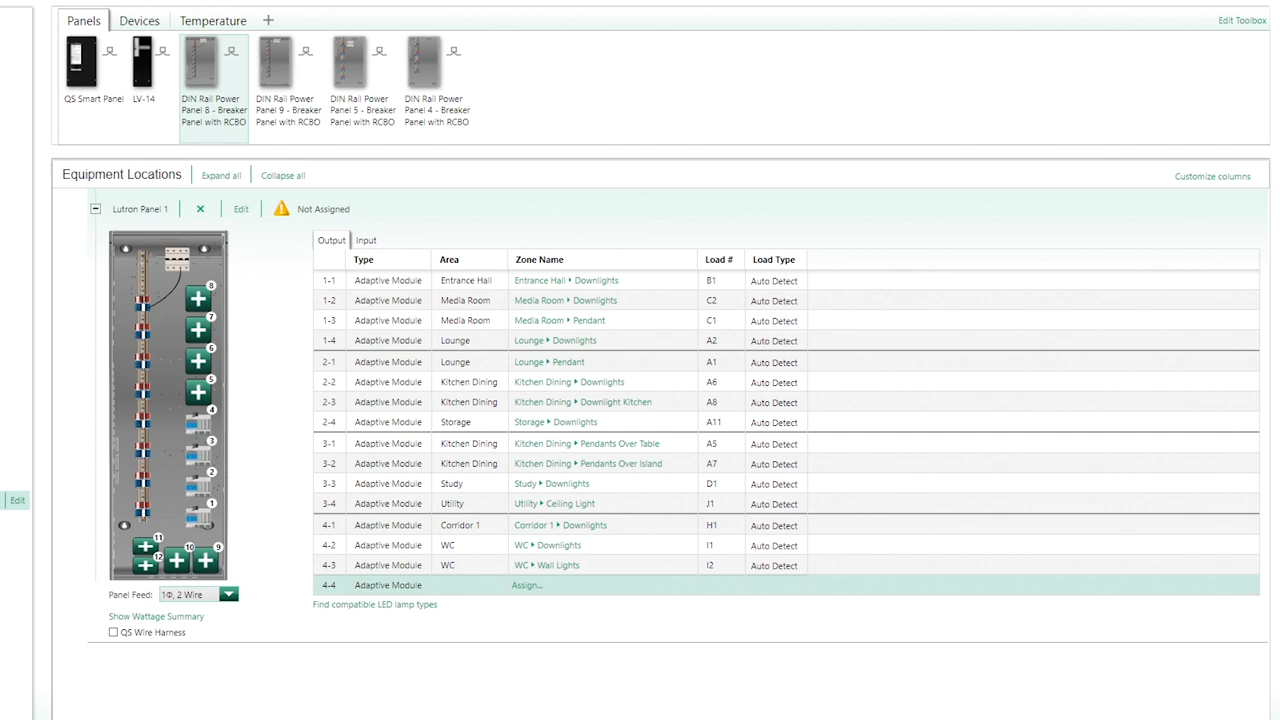 Panels
Devices
Temperature
+
Edit Toolbox
QS Smart Panel
LV-14
DIN Rail Power Panel 8 - Breaker Panel with RCBO
DIN Rail Power Panel 9 - Breaker Panel with RCBO
DIN Rail Power Panel 5 - Breaker Panel with RCBO
DIN Rail Power Panel 4 - Breaker Panel with RCBO
Equipment Locations
Expand all
Collapse all
Customize columns
Lutron Panel 1
Edit
Not Assigned
Output
Input
Type Area Zone Name Load # Load Type
1-1 Adaptive Module Entrance Hall Entrance Hall Downlights B1 Auto Detect
1-2 Adaptive Module Media Room Media Room Downlights C2 Auto Detect
1-3 Adaptive Module Media Room Media Room Pendant C1 Auto Detect
1-4 Adaptive Module Lounge Lounge Downlights A2 Auto Detect
2-1 Adaptive Module Lounge Lounge Pendant A1 Auto Detect
2-2 Adaptive Module Kitchen Dining Kitchen Dining Downlights A6 Auto Detect
2-3 Adaptive Module Kitchen Dining Kitchen Dining Downlight Kitchen A8 Auto Detect
2-4 Adaptive Module Storage Storage Downlights A11 Auto Detect
3-1 Adaptive Module Kitchen Dining Kitchen Dining Pendants Over Table A5 Auto Detect
3-2 Adaptive Module Kitchen Dining Kitchen Dining Pendants Over Island A7 Auto Detect
3-3 Adaptive Module Study Study Downlights D1 Auto Detect
3-4 Adaptive Module Utility Utility Ceiling Light J1 Auto Detect
4-1 Adaptive Module Corridor 1 Corridor 1 Downlights H1 Auto Detect
4-2 Adaptive Module WC WC Downlights I1 Auto Detect
4-3 Adaptive Module WC WC Wall Lights I2 Auto Detect
4-4 Adaptive Module Assign...
Find compatible LED lamp types
8
7
6
5
4
3
2
1
11
12
10
9
Panel Feed: 1Φ, 2 Wire
Show Wattage Summary
QS Wire Harness
Edit